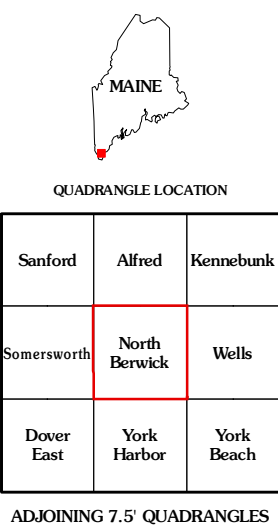 MAINE
QUADRANGLE LOCATION
Sanford
Alfred
Kennebunk
Somersworth
North
Berwick
Wells
Dover
East
York
Harbor
York
Beach
ADJOINING 7.5' QUADRANGLES